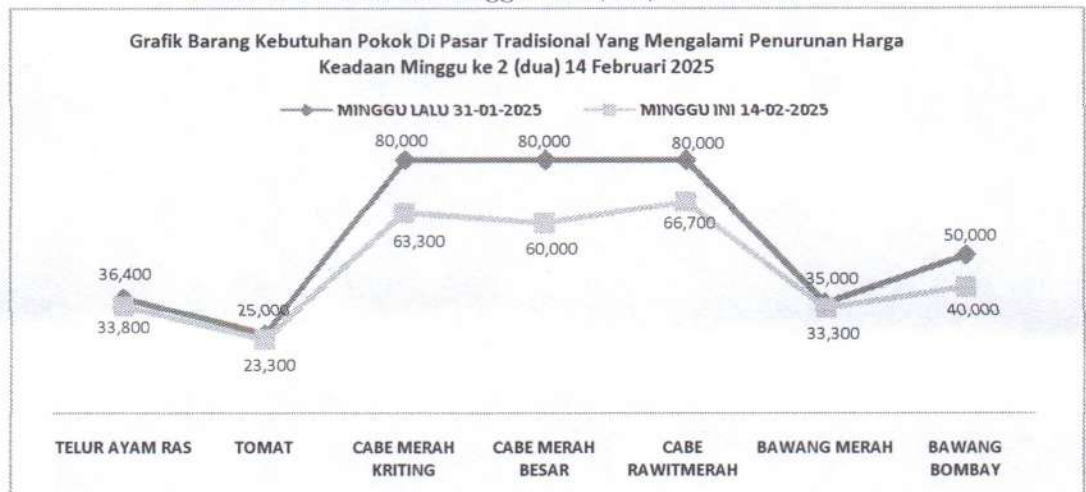 Grafik Barang Kebutuhan Pokok Di Pasar Tradisional Yang Mengalami Penurunan Harga
Keadaan Minggu ke 2 (dua) 14 Februari 2025
MINGGU LALU 31-01-2025 MINGGU INI 14-02-2025
80,000 80,000 80,000
63,300 60,000 66,700
36,400 25,000 35,000 50,000
33,800 23,300 33,300 40,000
TELUR AYAM RAS TOMAT CABE MERAH CABE MERAH CABE BAWANG MERAH BAWANG
KRITING BESAR RAWITMERAH BOMBAY